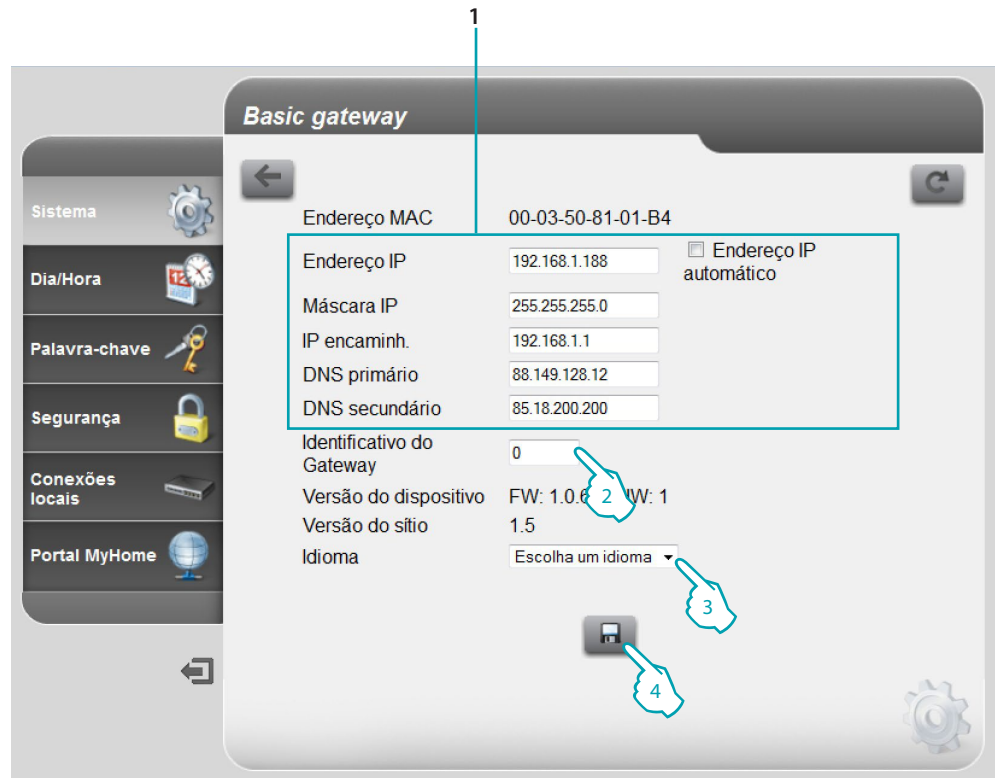 1
Basic gateway
Sistema
Dia/Hora
Palavra-chave
Segurança
Conexões
locais
Portal MyHome
Endereço MAC 00-03-50-81-01-B4
Endereço IP 192.168.1.188 Endereço IP
automático
Máscara IP 255.255.255.0
IP encaminh. 192.168.1.1
DNS primário 88.149.128.12
DNS secundário 85.18.200.200
Identificativo do
Gateway 0
2
Versão do dispositivo FW: 1.0.6 W: 1
Versão do sítio 1.5
Idioma Escolha um idioma
3
4